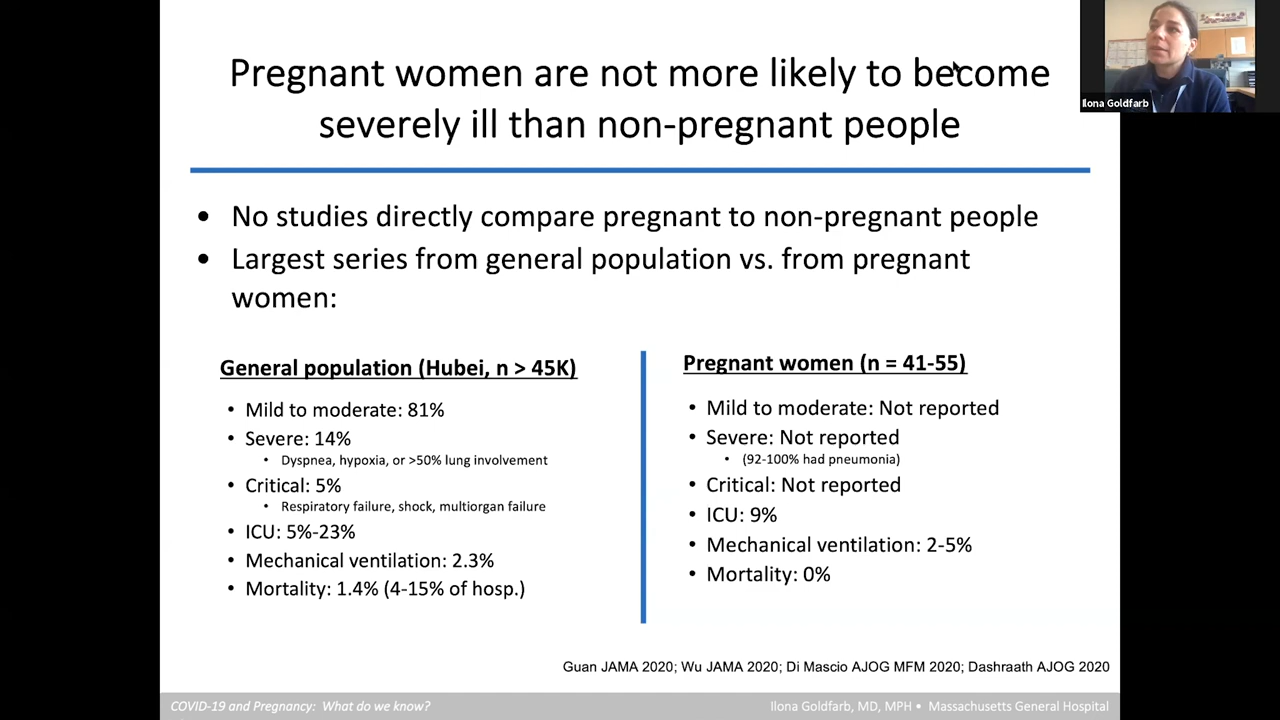 Pregnant women are not more likely to become
severely ill than non-pregnant people
Ilona Goldfarb
• No studies directly compare pregnant to non-pregnant people
• Largest series from general population vs. from pregnant
women:
General population (Hubei, n > 45K)
• Mild to moderate: 81%
• Severe: 14%
• Dyspnea, hypoxia, or >50% lung involvement
• Critical: 5%
• Respiratory failure, shock, multiorgan failure
• ICU: 5%-23%
• Mechanical ventilation: 2.3%
• Mortality: 1.4% (4-15% of hosp.)
Pregnant women (n = 41-55)
• Mild to moderate: Not reported
• Severe: Not reported
• (92-100% had pneumonia)
• Critical: Not reported
• ICU: 9%
• Mechanical ventilation: 2-5%
• Mortality: 0%
Guan JAMA 2020; Wu JAMA 2020; Di Mascio AJOG MFM 2020; Dashraath AJOG 2020
COVID-19 and Pregnancy: What do we know?
Ilona Goldfarb, MD, MPH • Massachusetts General Hospital